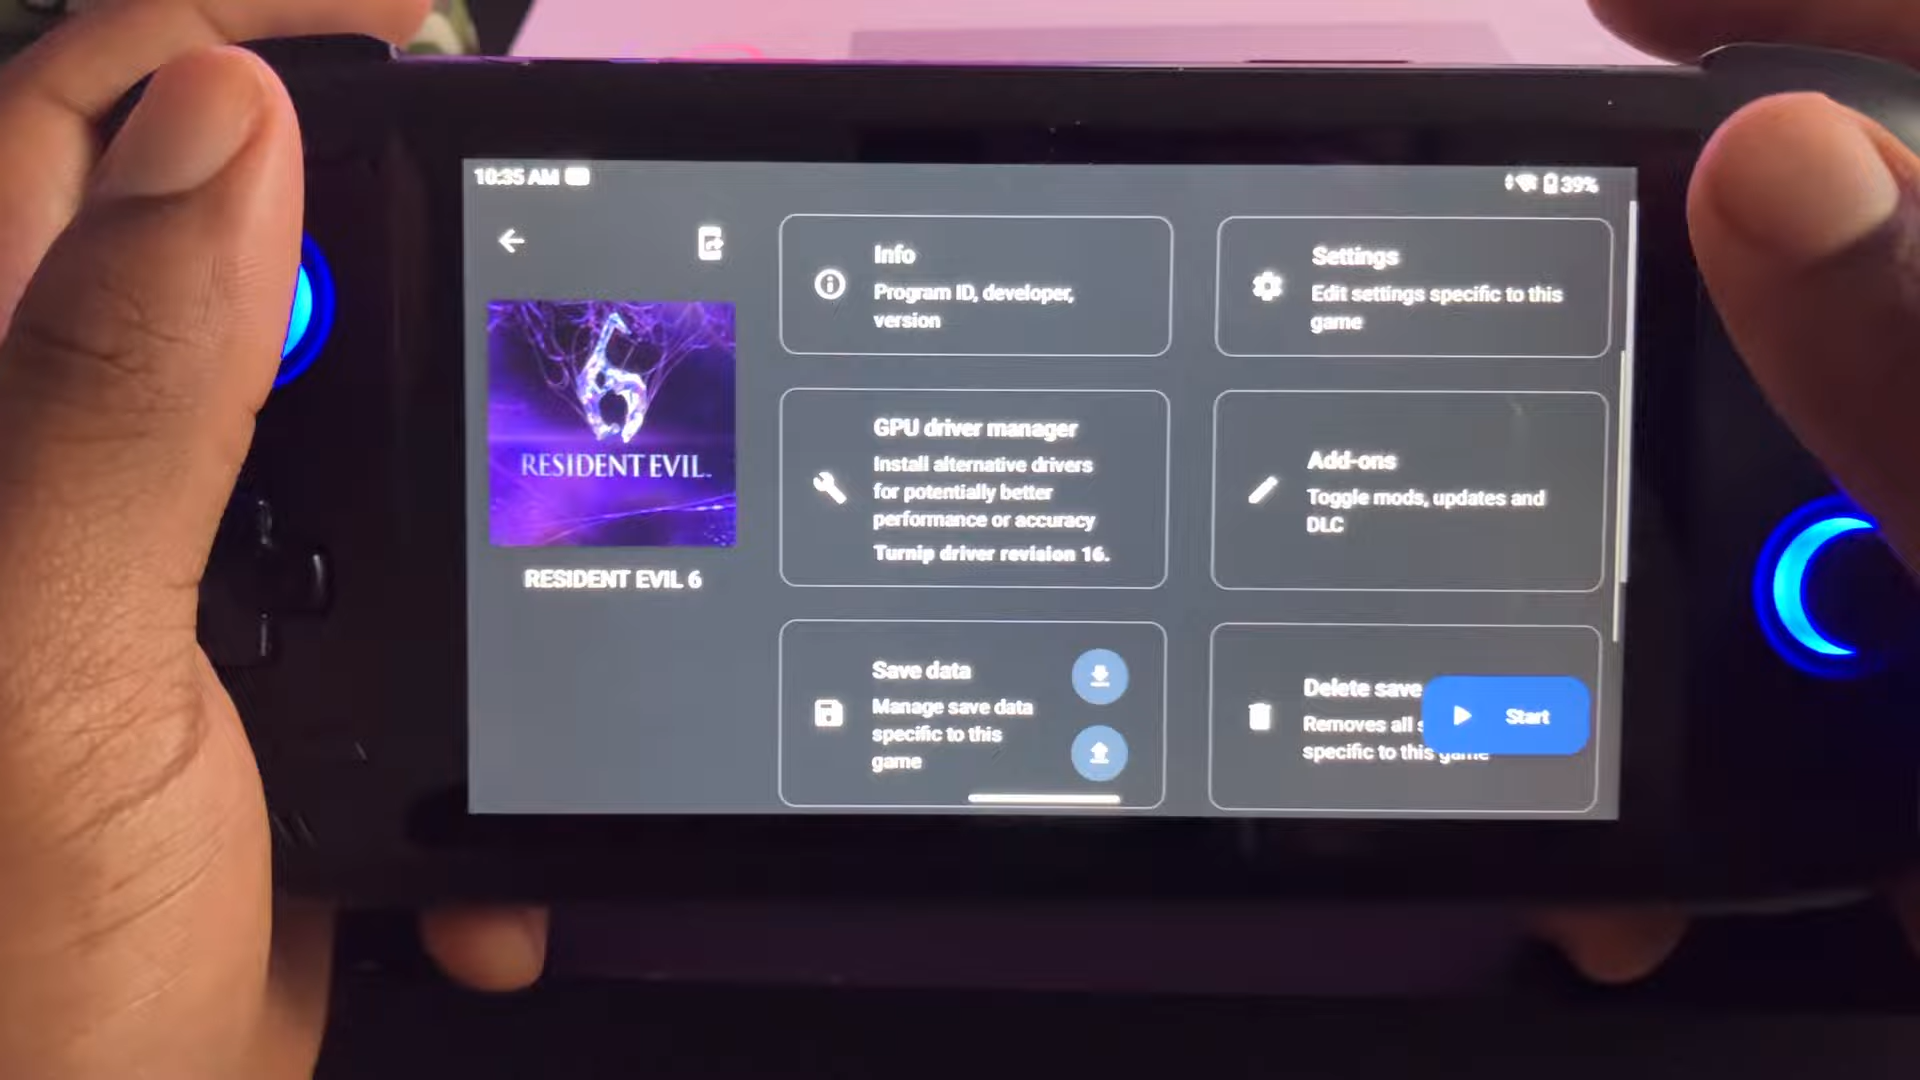 10:35 AM
39%
RESIDENT EVIL
RESIDENT EVIL 6
Info
Program ID, developer,
version
Settings
Edit settings specific to this
game
GPU driver manager
Install alternative drivers
for potentially better
performance or accuracy
Turnip driver revision 16.
Add-ons
Toggle mods, updates and
DLC
Save data
Manage save data
specific to this
game
Delete save
Removes all
specific to this game
Start